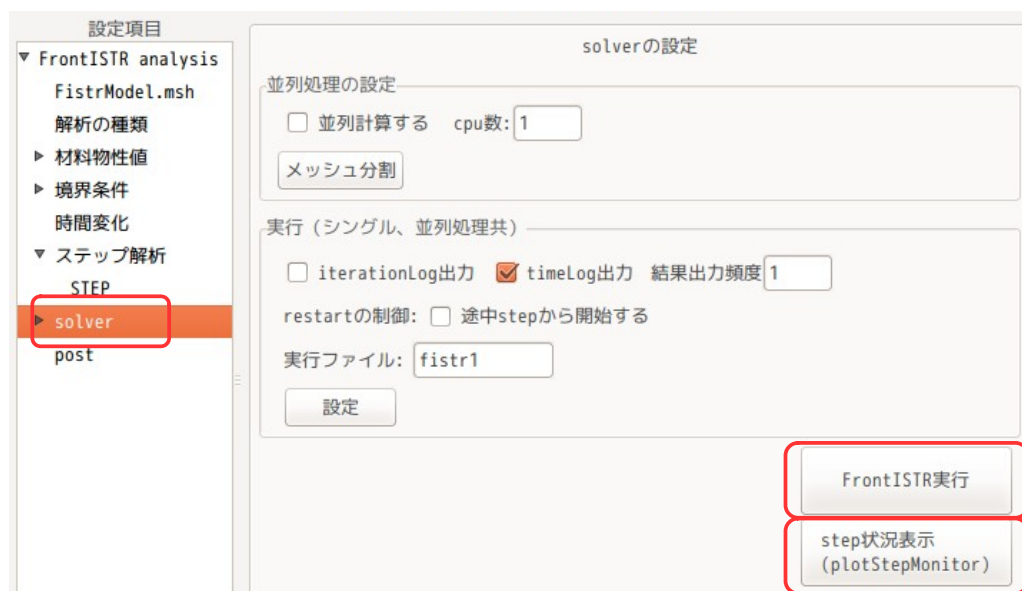 設定項目
FrontISTR analysis
FistrModel.msh
解析の種類
材料物性値
境界条件
時間変化
ステップ解析
STEP
solver
post
solverの設定
並列処理の設定
並列計算する cpu数: 1
メッシュ分割
実行（シングル、並列処理共）
iterationLog出力 timeLog出力 結果出力頻度 1
restartの制御: 途中stepから開始する
実行ファイル: fistr1
設定
FrontISTR実行
step状況表示
(plotStepMonitor)